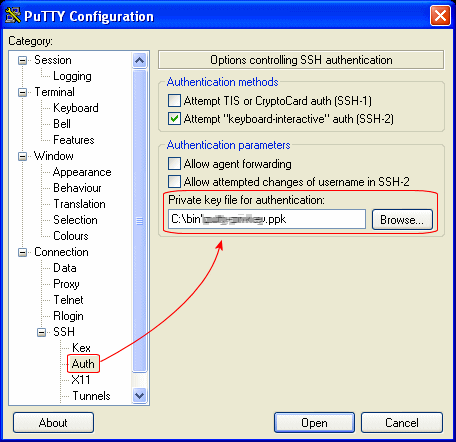 PuTTY Configuration
Category:
Session
Logging
Terminal
Keyboard
Bell
Features
Window
Appearance
Behaviour
Translation
Selection
Colours
Connection
Data
Proxy
Telnet
Rlogin
SSH
Kex
Auth
X11
Tunnels
Options controlling SSH authentication
Authentication methods
Attempt TIS or CryptoCard auth (SSH-1)
Attempt "keyboard-interactive" auth (SSH-2)
Authentication parameters
Allow agent forwarding
Allow attempted changes of username in SSH-2
Private key file for authentication:
C:\bin\ .ppk
Browse...
About
Open
Cancel